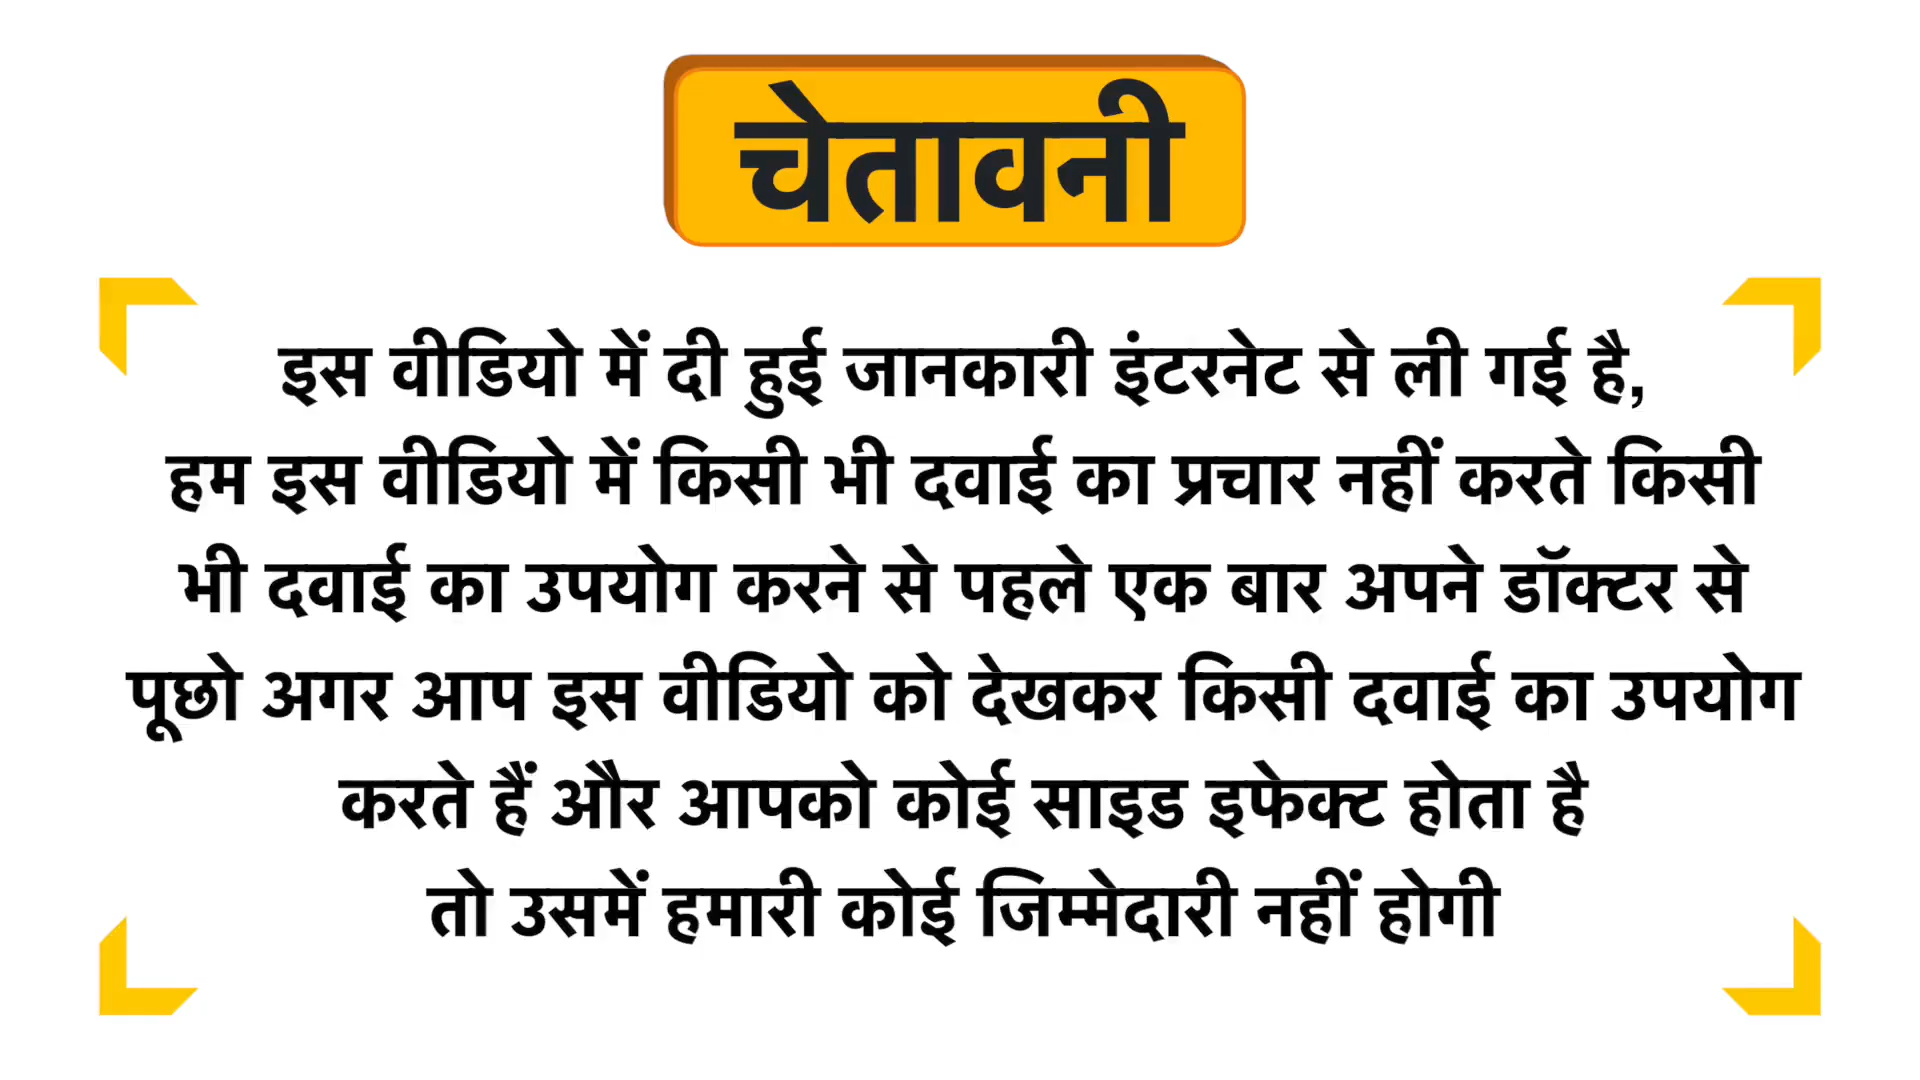 चेतावनी
इस वीडियो में दी हुई जानकारी इंटरनेट से ली गई है,
हम इस वीडियो में किसी भी दवाई का प्रचार नहीं करते किसी
भी दवाई का उपयोग करने से पहले एक बार अपने डॉक्टर से
पूछो अगर आप इस वीडियो को देखकर किसी दवाई का उपयोग
करते हैं और आपको कोई साइड इफेक्ट होता है
तो उसमें हमारी कोई जिम्मेदारी नहीं होगी